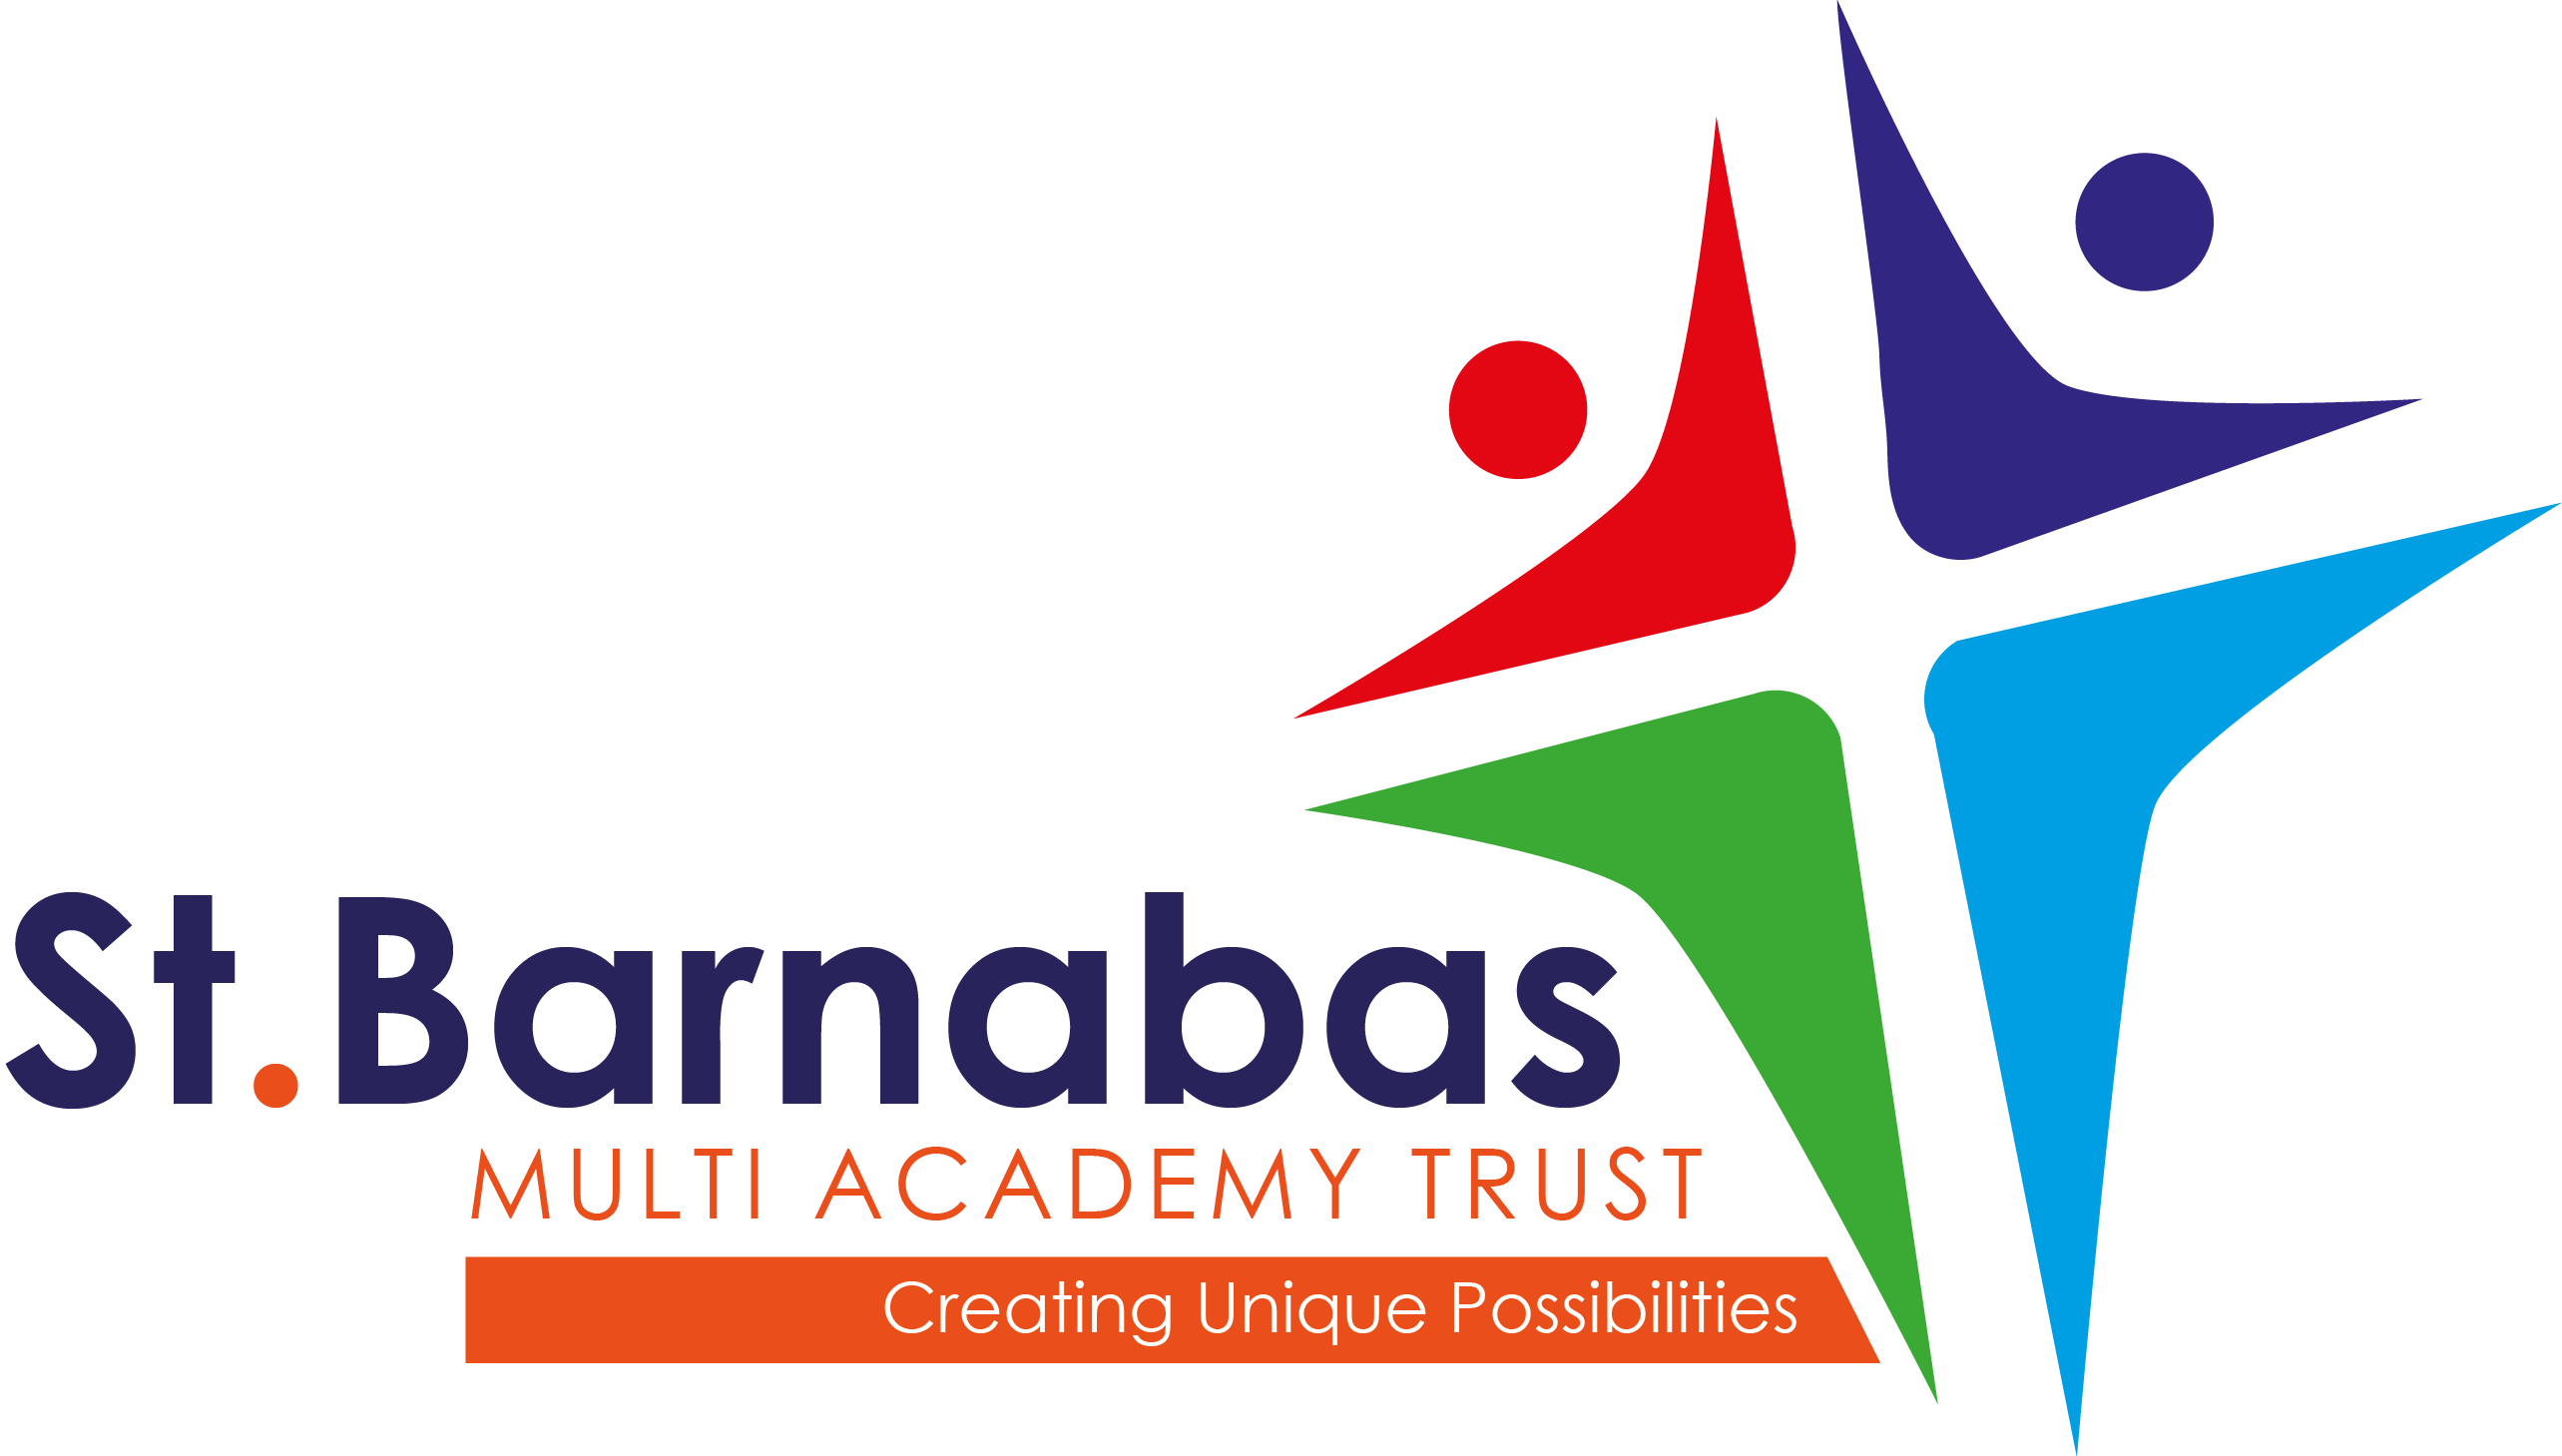 St.Barnabas
MULTI ACADEMY TRUST
Creating Unique Possibilities